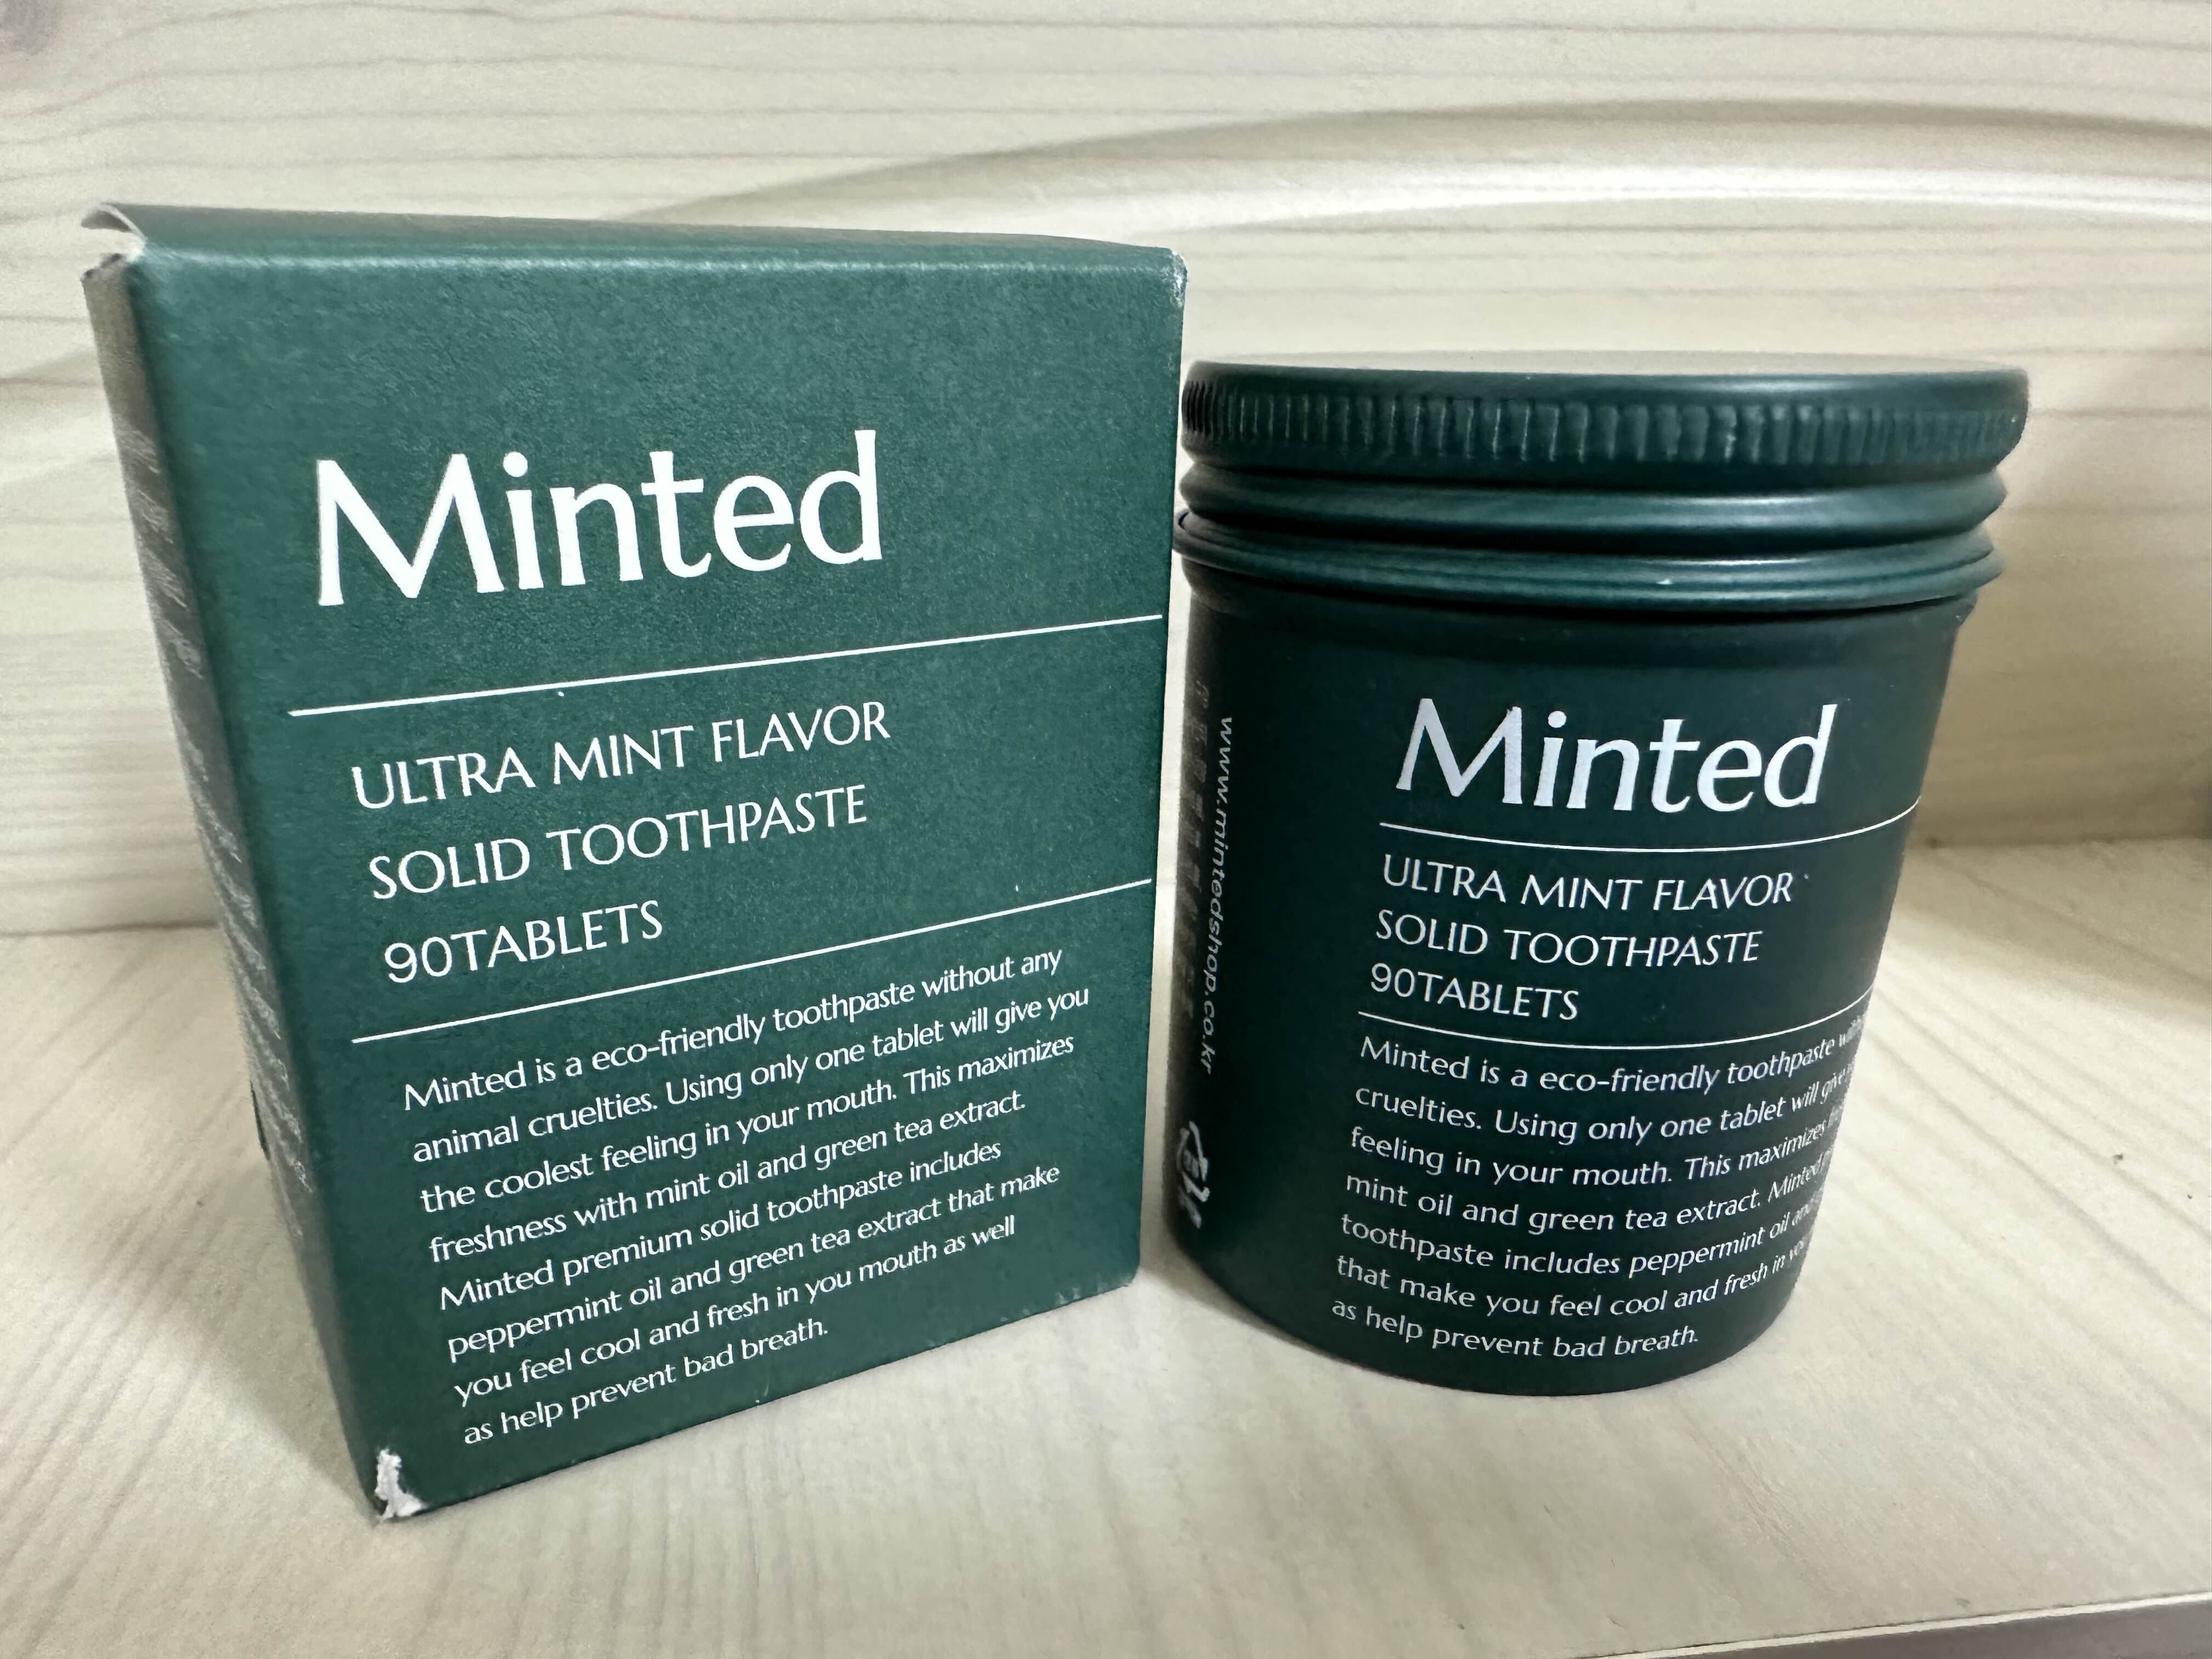 Minted
ULTRA MINT FLAVOR
SOLID TOOTHPASTE
90TABLETS
Minted is a eco-friendly toothpaste without any
animal cruelties. Using only one tablet will give you
the coolest feeling in your mouth. This maximizes
freshness with mint oil and green tea extract.
Minted premium solid toothpaste includes
peppermint oil and green tea extract that make
you feel cool and fresh in you mouth as well
as help prevent bad breath.
www.mintedshop.co.kr
Minted
ULTRA MINT FLAVOR
SOLID TOOTHPASTE
90TABLETS
Minted is a eco-friendly toothpaste
cruelties. Using only one tablet will give
feeling in your mouth. This maximizes
mint oil and green tea extract. Minted
toothpaste includes peppermint oil and
that make you feel cool and fresh in
as help prevent bad breath.